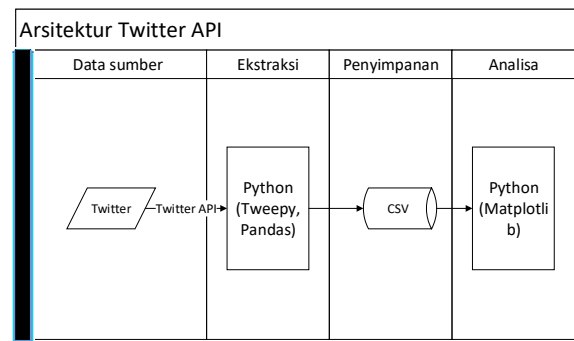 Arsitektur Twitter API
Data sumber
Ekstraksi
Penyimpanan
Analisa
Twitter
Twitter API
Python
(Tweepy,
Pandas)
CSV
Python
(Matplotli
b)